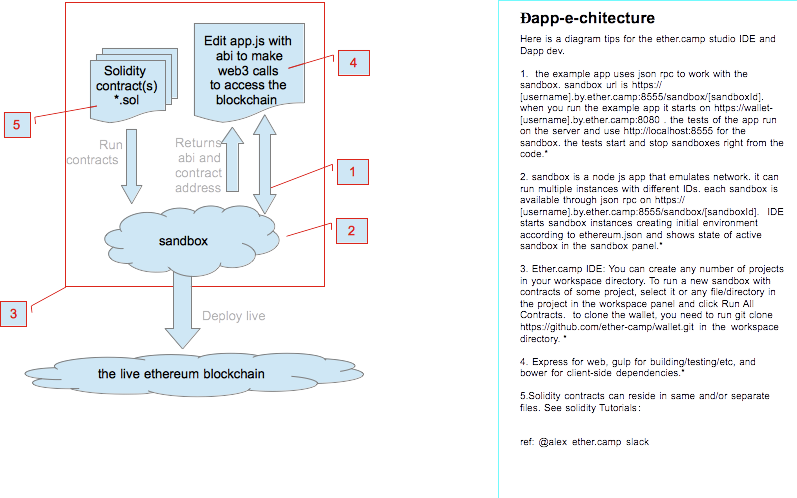 Solidity
contract(s)
*.sol
Edit app.js with
abi to make
web3 calls
to access the
blockchain
4
5
Run
contracts
Returns
abi and
contract
address
1
sandbox
2
3
Deploy live
the live ethereum blockchain
Ðapp-e-chitecture
Here is a diagram tips for the ether.camp studio IDE and
Dapp dev.
1.  the example app uses json rpc to work with the
sandbox. sandbox url is https://
[username].by.ether.camp:8555/sandbox/[sandboxId].
when you run the example app it starts on https://wallet-
[username].by.ether.camp:8080 . the tests of the app run
on the server and use http://localhost:8555 for the
sandbox. the tests start and stop sandboxes right from the
code.*
2. sandbox is a node js app that emulates network. it can
run multiple instances with different IDs. each sandbox is
available through json rpc on https://
[username].by.ether.camp:8555/sandbox/[sandboxId].  IDE
starts sandbox instances creating initial environment
according to ethereum.json and shows state of active
sandbox in the sandbox panel.*
3. Ether.camp IDE: You can create any number of projects
in your workspace directory. To run a new sandbox with
contracts of some project, select it or any file/directory in
the project in the workspace panel and click Run All
Contracts.  to clone the wallet, you need to run git clone
https://github.com/ether-camp/wallet.git in the workspace
directory. *
4. Express for web, gulp for building/testing/etc, and
bower for client-side dependencies.*
5.Solidity contracts can reside in same and/or separate
files. See solidity Tutorials:
ref: @alex ether.camp slack